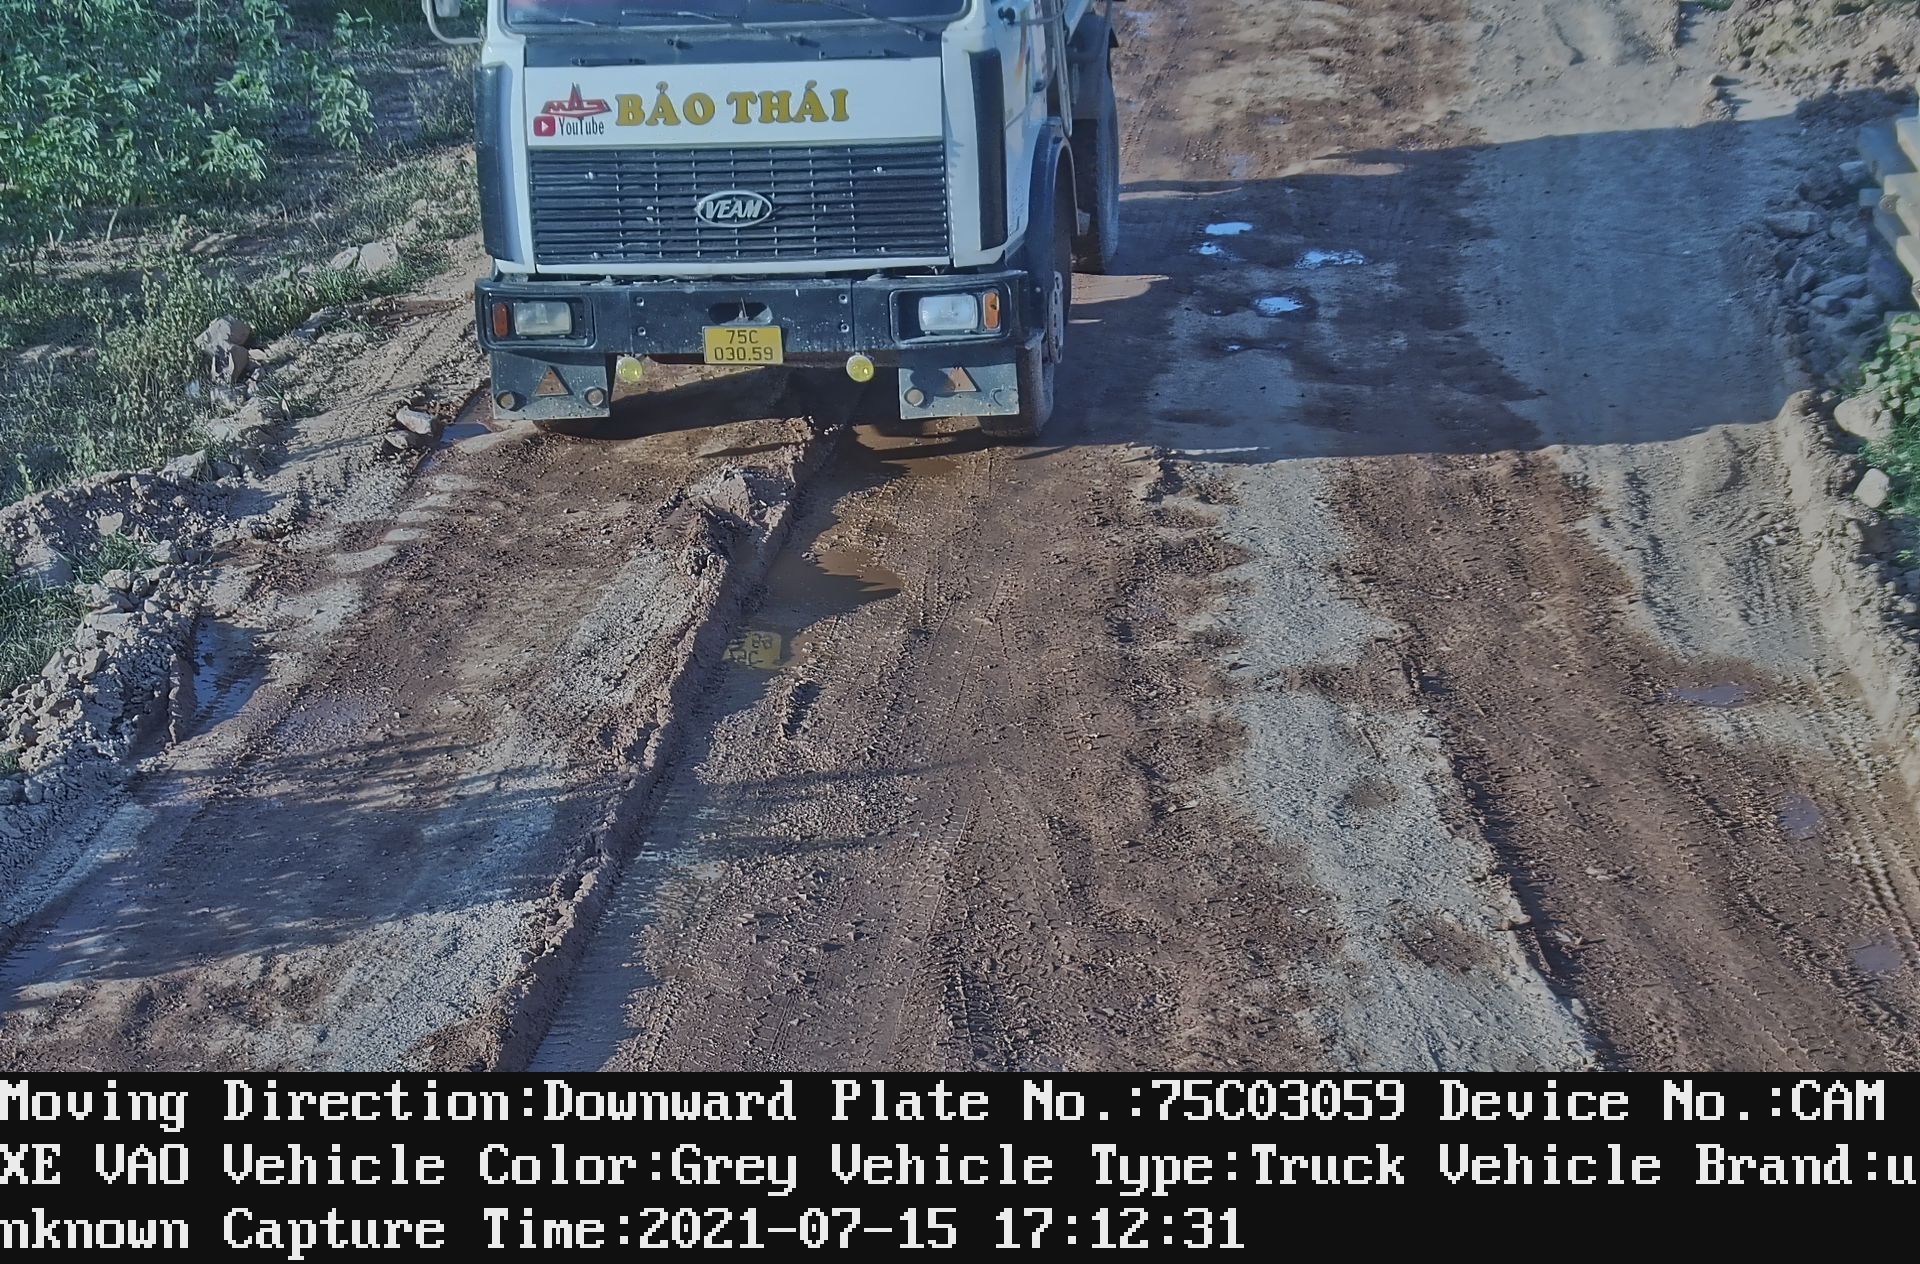 MAZ
YouTube
BẢO THÁI
VEAM
75C
030.59
Moving Direction:Downward Plate No.:75C03059 Device No.:CAM
XE VAO Vehicle Color:Grey Vehicle Type:Truck Vehicle Brand:u
nknown Capture Time:2021-07-15 17:12:31